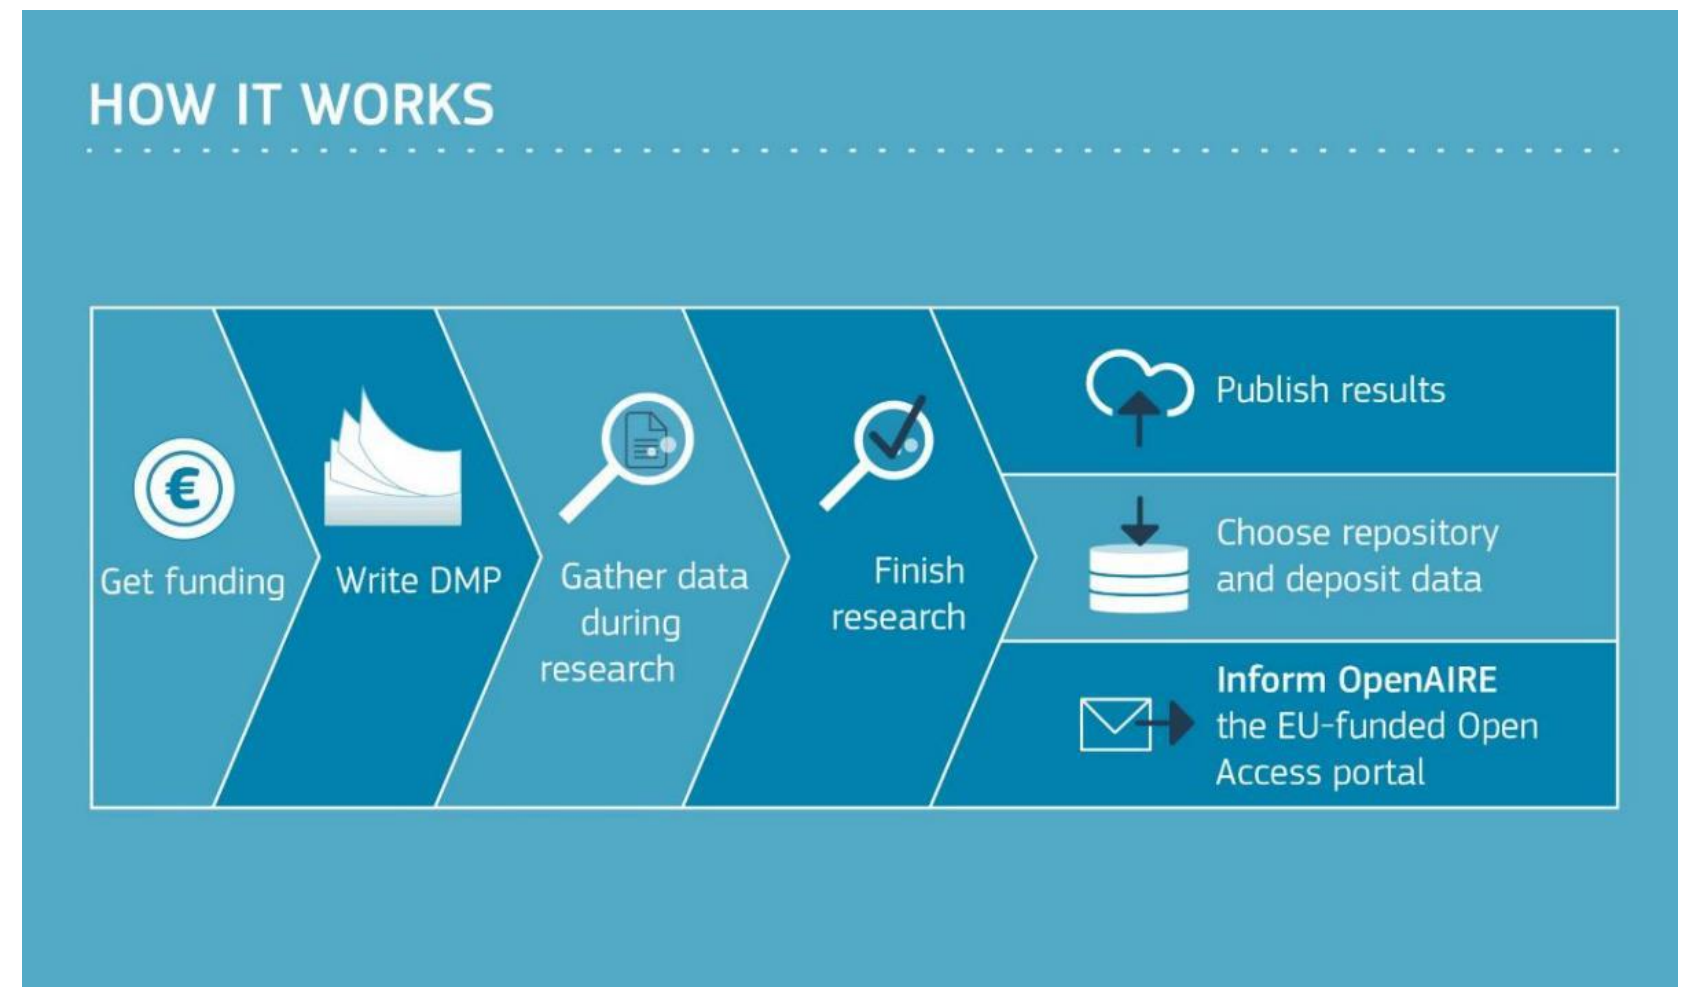 HOW IT WORKS
€
Get funding
Write DMP
Gather data
during
research
Finish
research
Publish results
Choose repository
and deposit data
Inform OpenAIRE
the EU-funded Open
Access portal